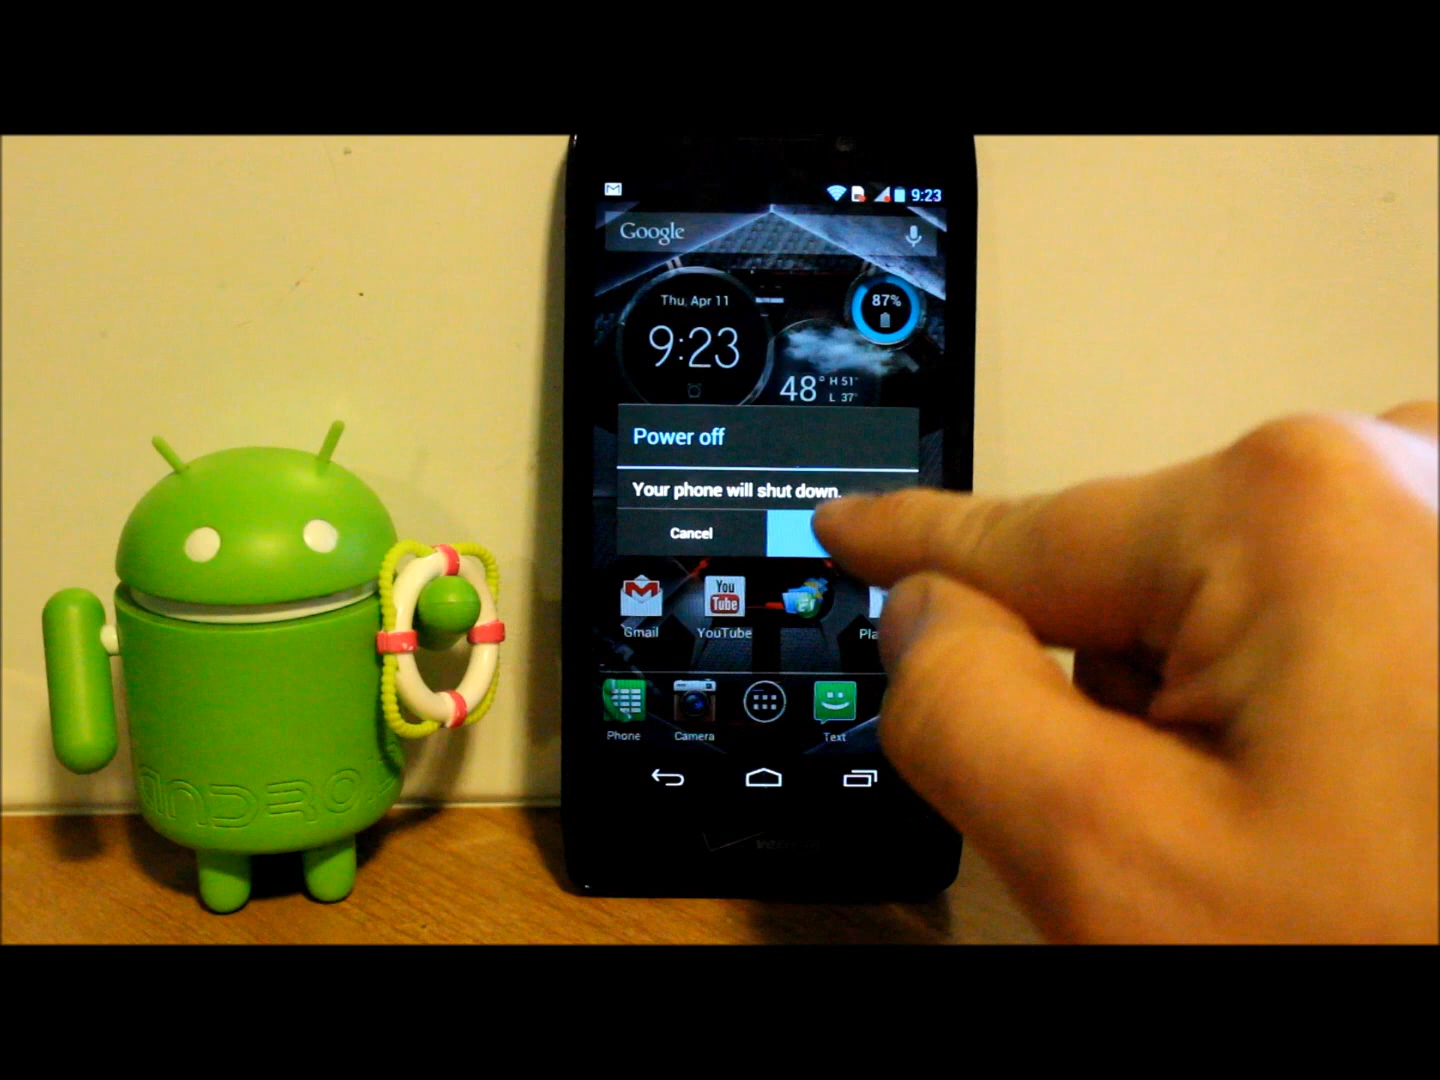 9:23
Google
Thu, Apr 11
87%
9:23
48° H 51°
L 37°
Power off
Your phone will shut down.
Cancel
You
Tube
Gmail
YouTube
Phone
Camera
Text
ANDROI